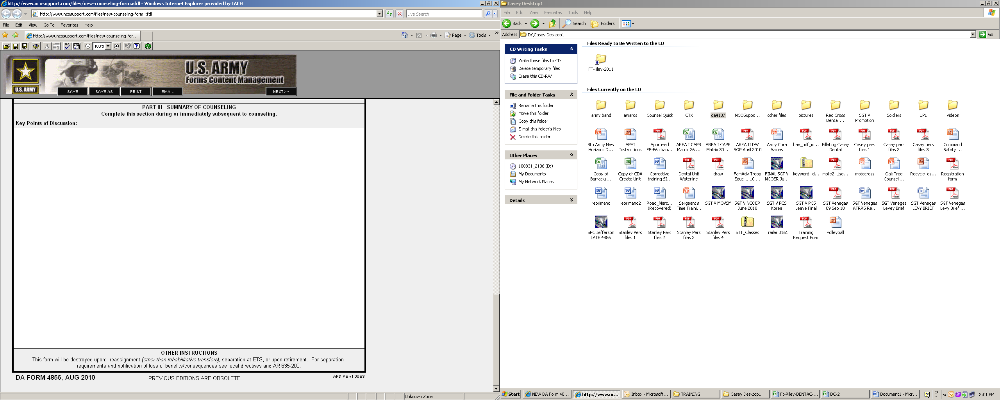 http://www.ncosupport.com/files/new-counseling-form.xfdl - Windows Internet Explorer provided by IACH
http://www.ncosupport.com/files/new-counseling-form.xfdl
Live Search
File Edit View Go To Favorites Help
http://www.ncosupport.com/files/new-counseling-for...
Page Tools »
100%
U.S. ARMY
Forms Content Management
U.S. ARMY
SAVE SAVE AS PRINT EMAIL NEXT >>
PART III - SUMMARY OF COUNSELING
Complete this section during or immediately subsequent to counseling.
Key Points of Discussion:
OTHER INSTRUCTIONS
This form will be destroyed upon: reassignment (other than rehabilitative transfers), separation at ETS, or upon retirement. For separation
requirements and notification of loss of benefits/consequences see local directives and AR 635-200.
DA FORM 4856, AUG 2010 PREVIOUS EDITIONS ARE OBSOLETE. APD PE v1.00ES
Unknown Zone
Casey Desktop1
File Edit View Favorites Tools Help
Back Search Folders
Address D:\Casey Desktop1 Go
CD Writing Tasks
Write these files to CD
Delete temporary files
Erase this CD-RW
File and Folder Tasks
Rename this folder
Move this folder
Copy this folder
E-mail this folder's files
Delete this folder
Other Places
100831_2106 (D:)
My Documents
My Network Places
Details
Files Ready to Be Written to the CD
FT-riley-2011
Files Currently on the CD
army band awards Counsel Quick CTX da4187 NCOSuppo... other files pictures Red Cross SGT V Soldiers UPL videos
Dental ... Promotion
8th Army New APFT Approved AREA I CAPR AREA I CAPR AREA II DW Army Core bae_pdf_m... Billeting Casey Casey pers Casey pers Casey pers Command
Horizons D... Instructions E5-E6 chan... Matrix 26 ... Matrix 30 ... SOP April 2010 Values Dental files 1 files 2 files 3 Safety ...
Copy of Copy of CDA Corrective Dental Unit draw FamAdv Troop FINAL SGT V keyword_id... molle2_Use... motocross Oak Tree Recycle_es... Registration
Barracks... Create Unit training SI... Waterline Educ 1-10 ... NCOER Ju... Counseli... form
reprimand reprimand2 Road_Marc... Sergeant's SGT V MOVSM SGT V NCOER SGT V PCS SGT V PCS SGT Venegas SGT Venegas SGT Venegas SGT Venegas SGT Venegas
(Recovered) Time Traini... June 2010 Korea Leave Final 09 Sep 10 ATRRS Re... Levey Brief LEVY BRIEF Levy Brief ...
SPC Jefferson Stanley Pers Stanley Pers Stanley Pers Stanley Pers STT_Classes Trailer 3161 Training volleyball
LATE 4856 files 1 files 2 files 3 files 4 Request Form
Start NEW DA Form 48... http://www.nc... Inbox - Microsoft... TRAINING Casey Desktop1 Ft-Riley-DENTAC-... DC-2 Document1 - Micr... « 2:01 PM